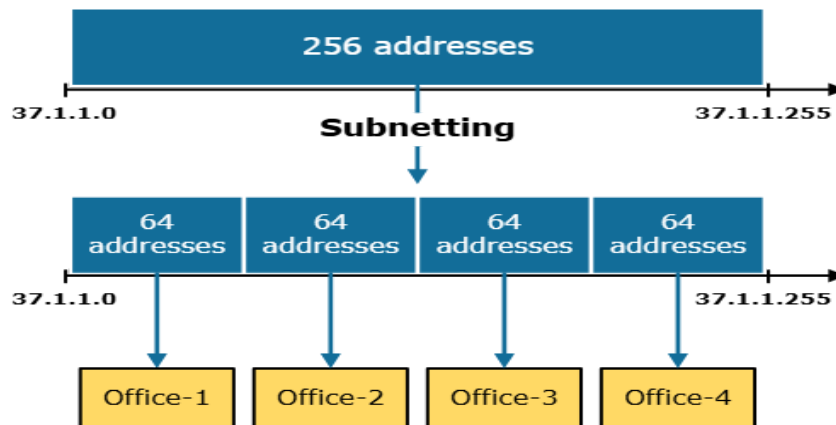 256 addresses
37.1.1.0 37.1.1.255
Subnetting
64 64 64 64
addresses addresses addresses addresses
37.1.1.0 37.1.1.255
Office-1 Office-2 Office-3 Office-4